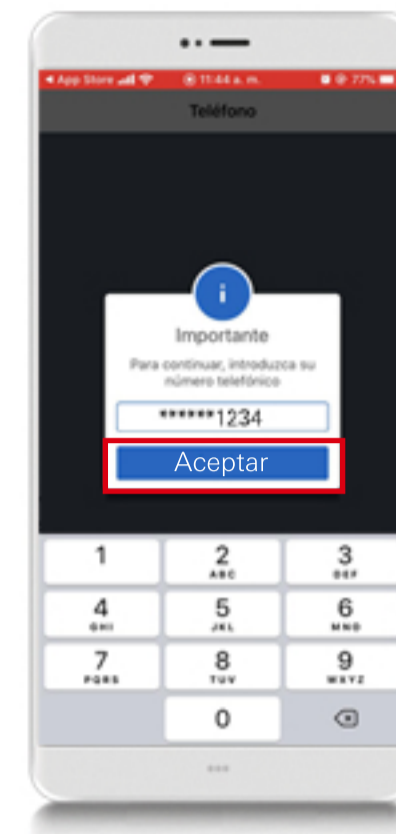 App Store 11:44 a. m. 77%
Teléfono
i
Importante
Para continuar, introduzca su
número telefónico
******1234
Aceptar
1 2 3
ABC DEF
4 5 6
GHI JKL MNO
7 8 9
PQRS TUV WXYZ
0